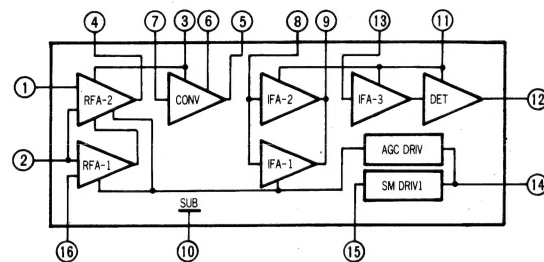 ④ ⑦ ③ ⑥ ⑤ ⑧ ⑨ ⑬ ⑪
① RFA-2 CONV IFA-2 IFA-3 DET ⑫
② RFA-1 IFA-1 AGC DRIV
SM DRIV1 ⑭
SUB
⑯ ⑩ ⑮